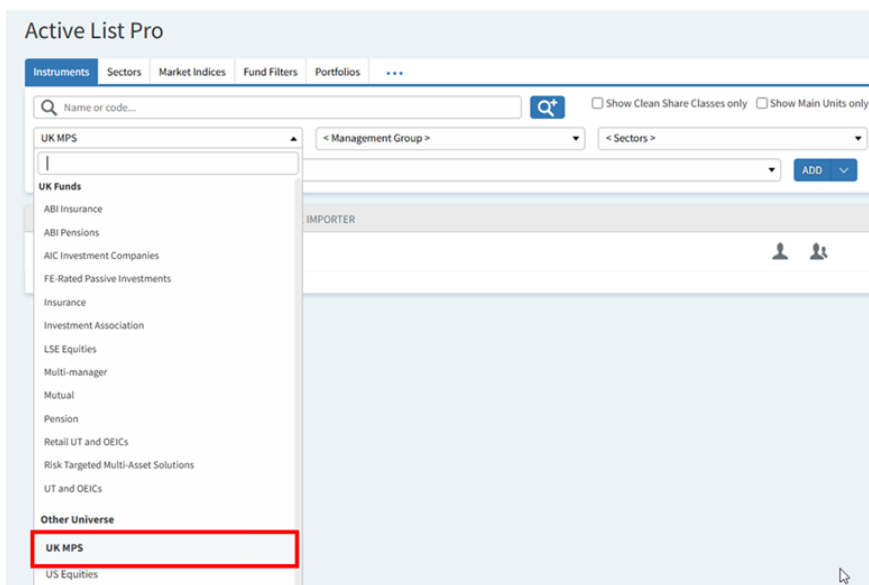 Active List Pro
Instruments Sectors Market Indices Fund Filters Portfolios ...
Name or code... Show Clean Share Classes only Show Main Units only
UK MPS < Management Group > < Sectors >
ADD
UK Funds
ABI Insurance
IMPORTER
ABI Pensions
AIC Investment Companies
FE-Rated Passive Investments
Insurance
Investment Association
LSE Equities
Multi-manager
Mutual
Pension
Retail UT and OEICs
Risk Targeted Multi-Asset Solutions
UT and OEICs
Other Universe
UK MPS
US Equities